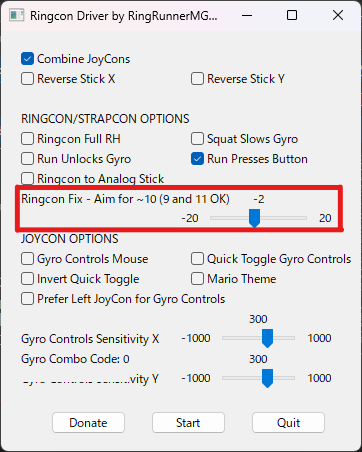 Ringcon Driver by RingRunnerMG...
Combine JoyCons
Reverse Stick X Reverse Stick Y
RINGCON/STRAPCON OPTIONS
Ringcon Full RH Squat Slows Gyro
Run Unlocks Gyro Run Presses Button
Ringcon to Analog Stick
Ringcon Fix - Aim for ~10 (9 and 11 OK) -2
-20 20
JOYCON OPTIONS
Gyro Controls Mouse Quick Toggle Gyro Controls
Invert Quick Toggle Mario Theme
Prefer Left JoyCon for Gyro Controls
300
Gyro Controls Sensitivity X -1000 1000
Gyro Combo Code: 0 300
Gyro Controls Sensitivity Y -1000 1000
Donate Start Quit